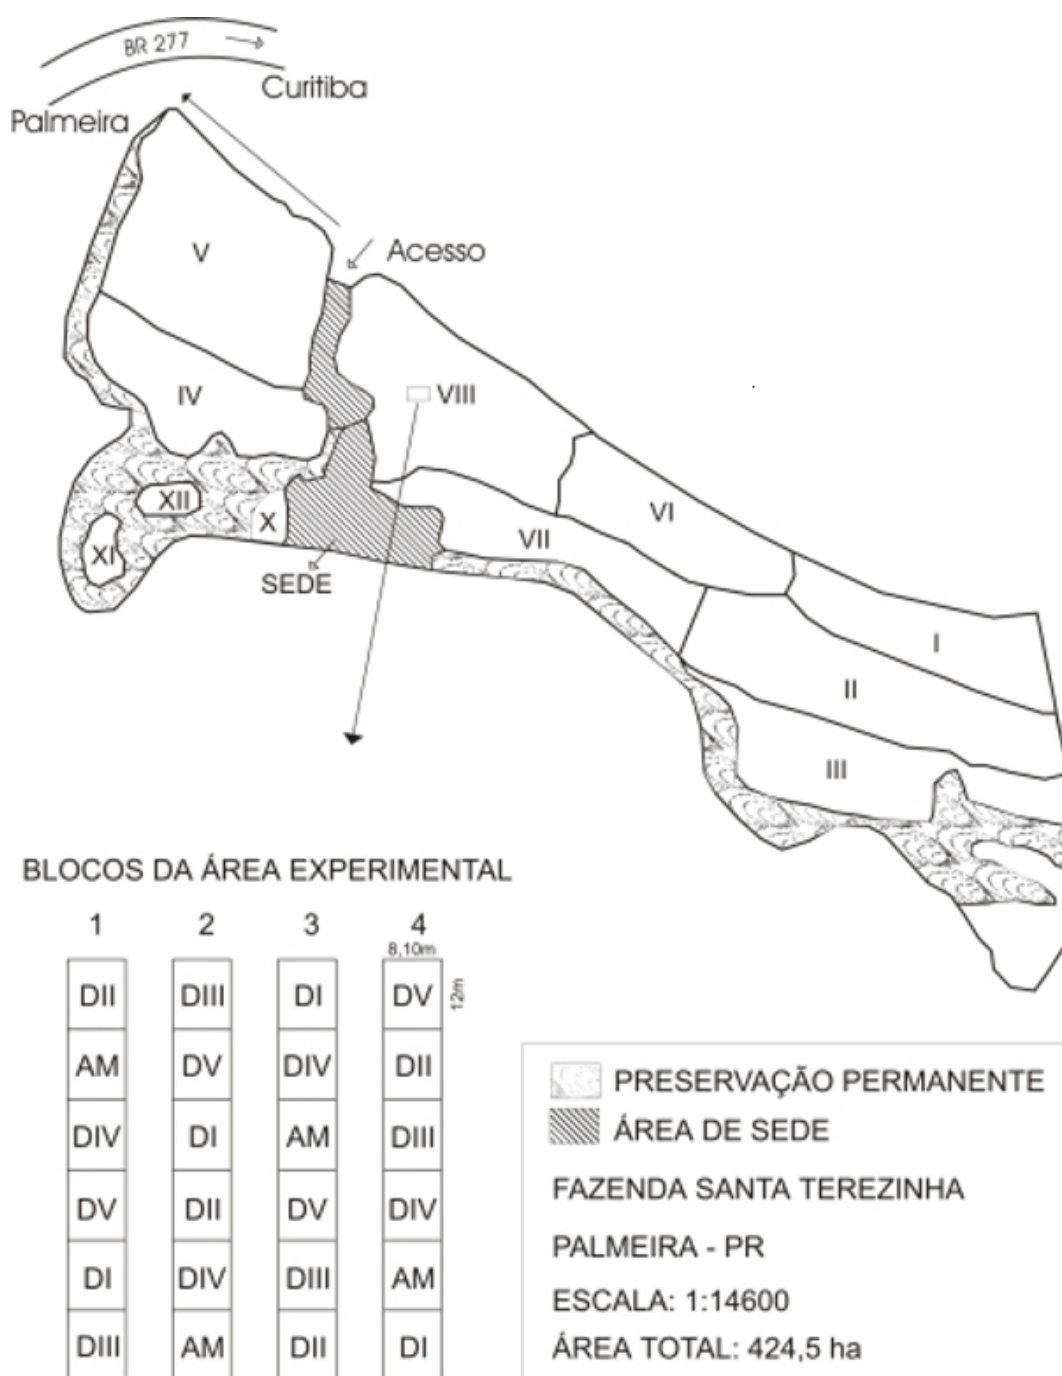 BR 277
Curitiba
Palmeira
V
Acesso
IV
VIII
XII
X
VI
XI
VII
SEDE
I
II
III
BLOCOS DA ÁREA EXPERIMENTAL
1 2 3 4
8,10m
12m
DII DIII DI DV
AM DV DIV DII
DIV DI AM DIII
DV DII DV DIV
DI DIV DIII AM
DIII AM DII DI
PRESERVAÇÃO PERMANENTE
ÁREA DE SEDE
FAZENDA SANTA TEREZINHA
PALMEIRA - PR
ESCALA: 1:14600
ÁREA TOTAL: 424,5 ha